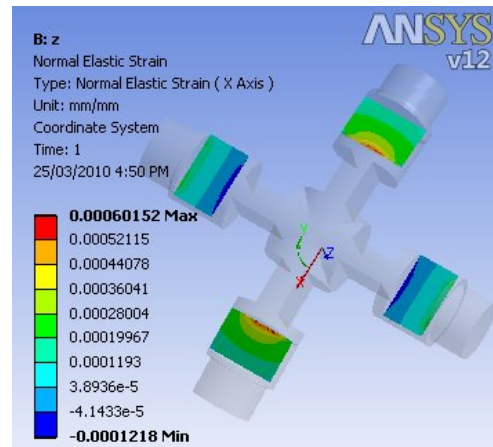 B: z
Normal Elastic Strain
Type: Normal Elastic Strain ( X Axis )
Unit: mm/mm
Coordinate System
Time: 1
25/03/2010 4:50 PM
ANSYS
v12
0.00060152 Max
0.00052115
0.00044078
0.00036041
0.00028004
0.00019967
0.0001193
3.8936e-5
-4.1433e-5
-0.0001218 Min
Y
Z
X